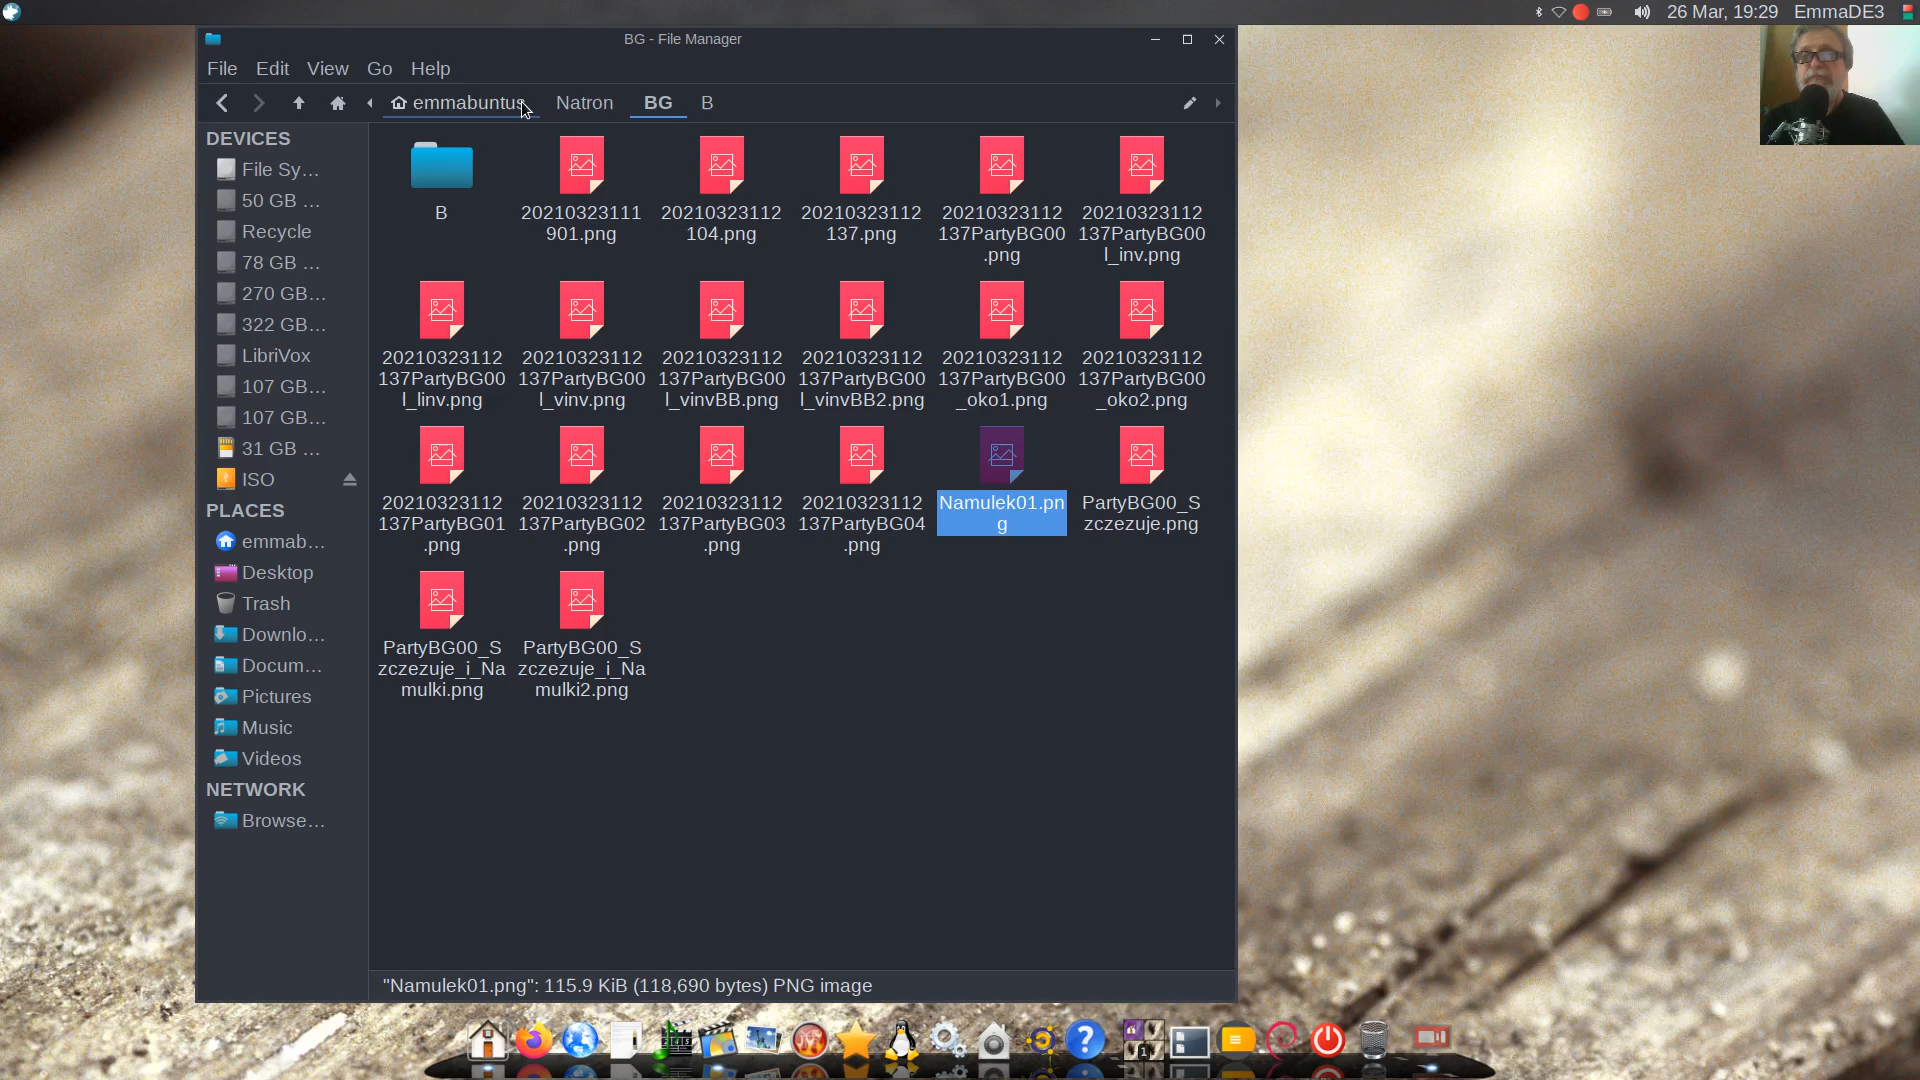 26 Mar, 19:29 EmmaDE3
BG - File Manager
File Edit View Go Help
emmabuntus Natron BG B
DEVICES
File Sy...
50 GB ...
Recycle
78 GB ...
270 GB...
322 GB...
LibriVox
107 GB...
107 GB...
31 GB ...
ISO
PLACES
emmab...
Desktop
Trash
Downlo...
Docum...
Pictures
Music
Videos
NETWORK
Browse...
B
20210323111
901.png
20210323112
104.png
20210323112
137.png
20210323112
137PartyBG00
.png
20210323112
137PartyBG00
l_inv.png
20210323112
137PartyBG00
l_linv.png
20210323112
137PartyBG00
l_vinv.png
20210323112
137PartyBG00
l_vinvBB.png
20210323112
137PartyBG00
l_vinvBB2.png
20210323112
137PartyBG00
_oko1.png
20210323112
137PartyBG00
_oko2.png
20210323112
137PartyBG01
.png
20210323112
137PartyBG02
.png
20210323112
137PartyBG03
.png
20210323112
137PartyBG04
.png
Namulek01.pn
g
PartyBG00_S
zczezuje.png
PartyBG00_S
zczezuje_i_Na
mulki.png
PartyBG00_S
zczezuje_i_Na
mulki2.png
"Namulek01.png": 115.9 KiB (118,690 bytes) PNG image
1